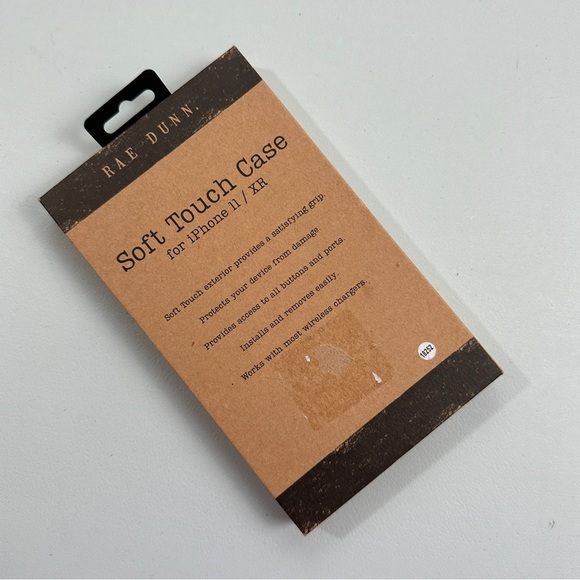 RAE DUNN.
Soft Touch Case
for iPhone 11 / XR
Soft Touch exterior provides a satisfying grip.
Protects your device from damage
Provides access to all buttons and ports.
Installs and removes easily
Works with most wireless chargers.
18252